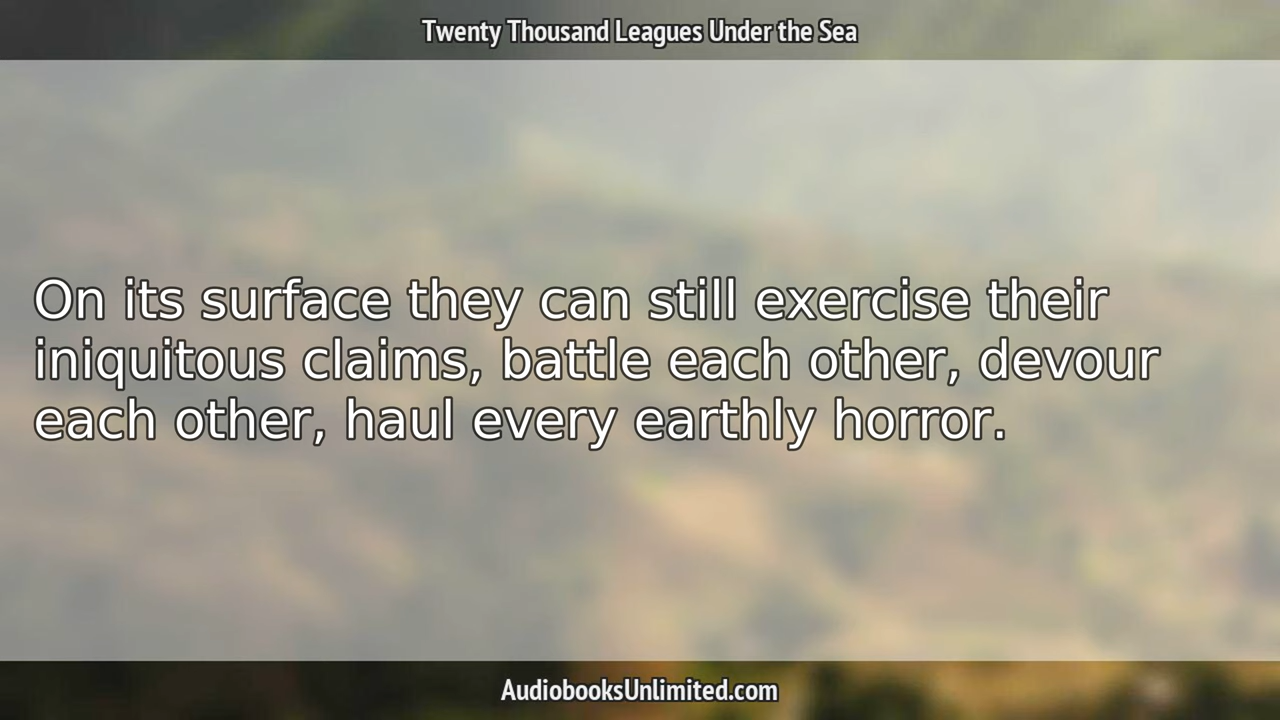 Twenty Thousand Leagues Under the Sea
On its surface they can still exercise their
iniquitous claims, battle each other, devour
each other, haul every earthly horror.
AudiobooksUnlimited.com